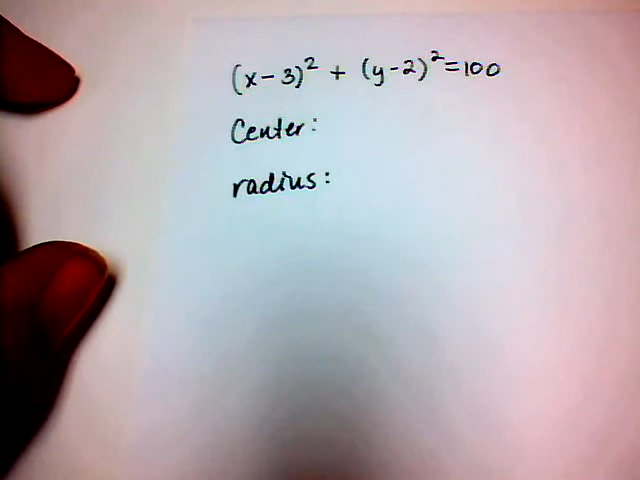 (x-3)² + (y-2)²=100
Center:
radius: